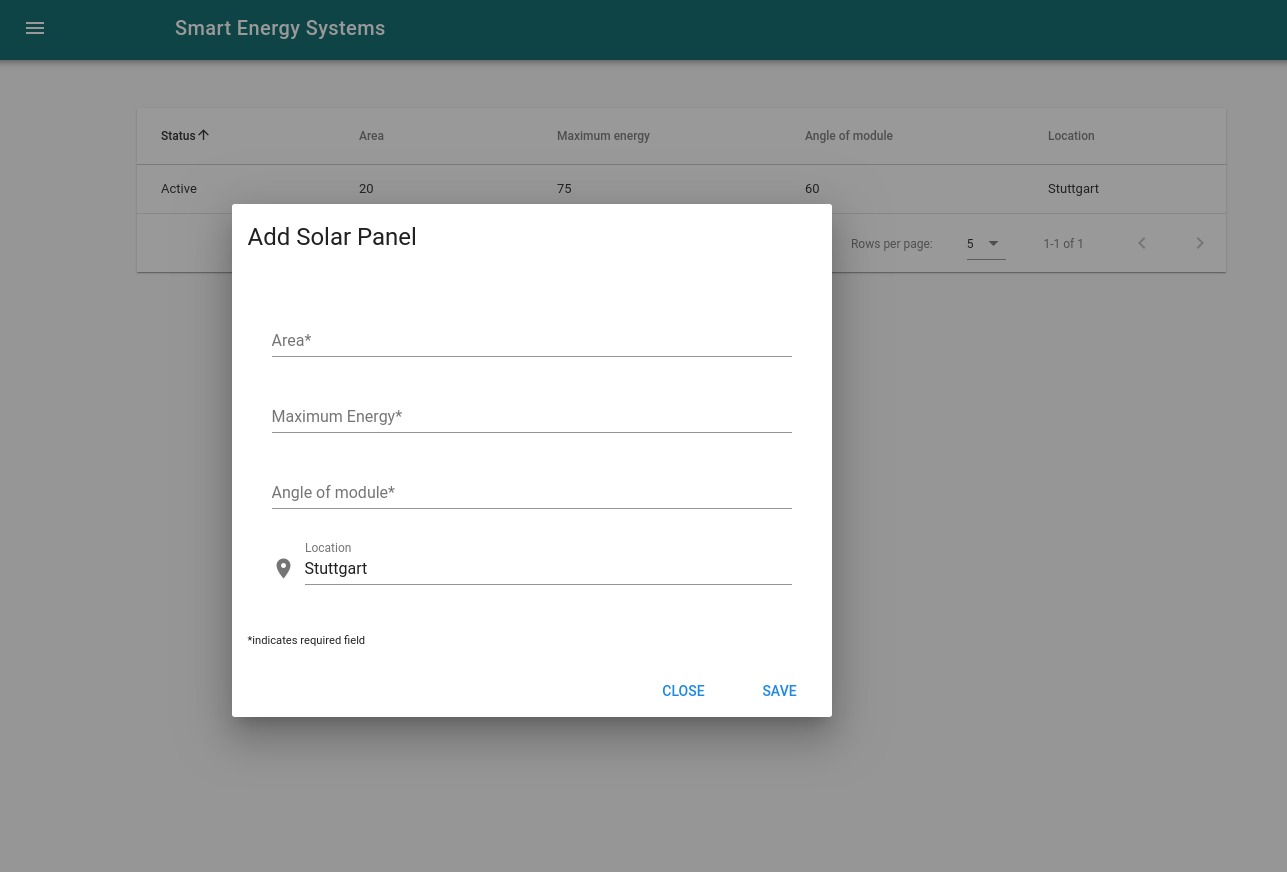 Smart Energy Systems
Status Area Maximum energy Angle of module Location
Active 20 75 60 Stuttgart
Rows per page: 5 1-1 of 1
Add Solar Panel
Area*
Maximum Energy*
Angle of module*
Location
Stuttgart
*indicates required field
CLOSE SAVE